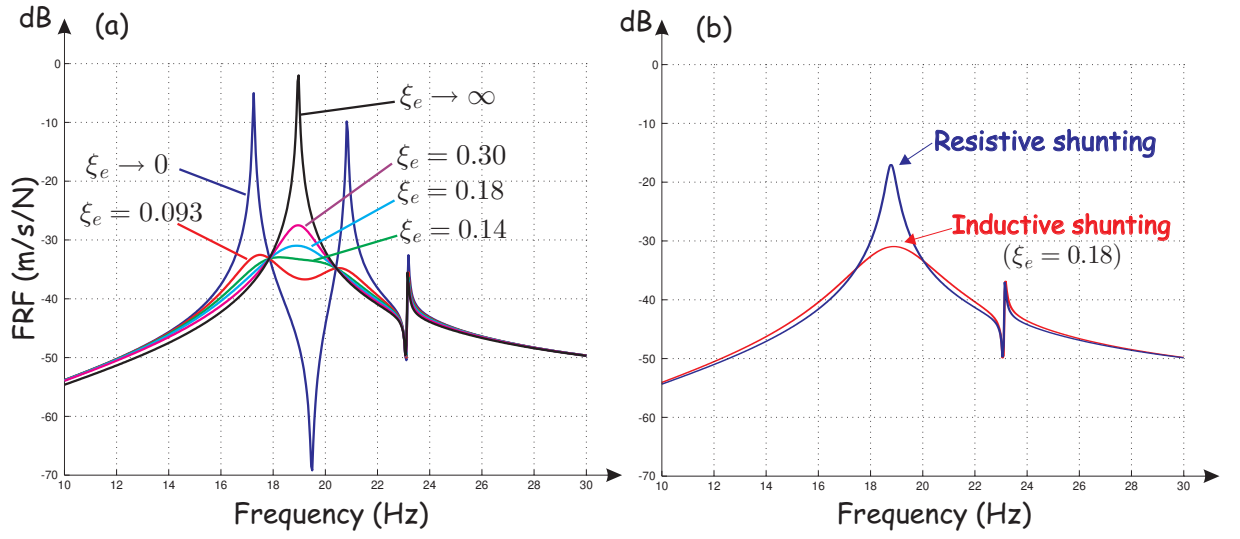 dB
(a)
0
-10
-20
-30
-40
-50
-60
-70
FRF (m/s/N)
ξe → ∞
ξe = 0.30
ξe → 0
ξe = 0.18
ξe = 0.093
ξe = 0.14
10 12 14 16 18 20 22 24 26 28 30
Frequency (Hz)
dB
(b)
0
-10
-20
-30
-40
-50
-60
-70
Resistive shunting
Inductive shunting
(ξe = 0.18)
10 12 14 16 18 20 22 24 26 28 30
Frequency (Hz)